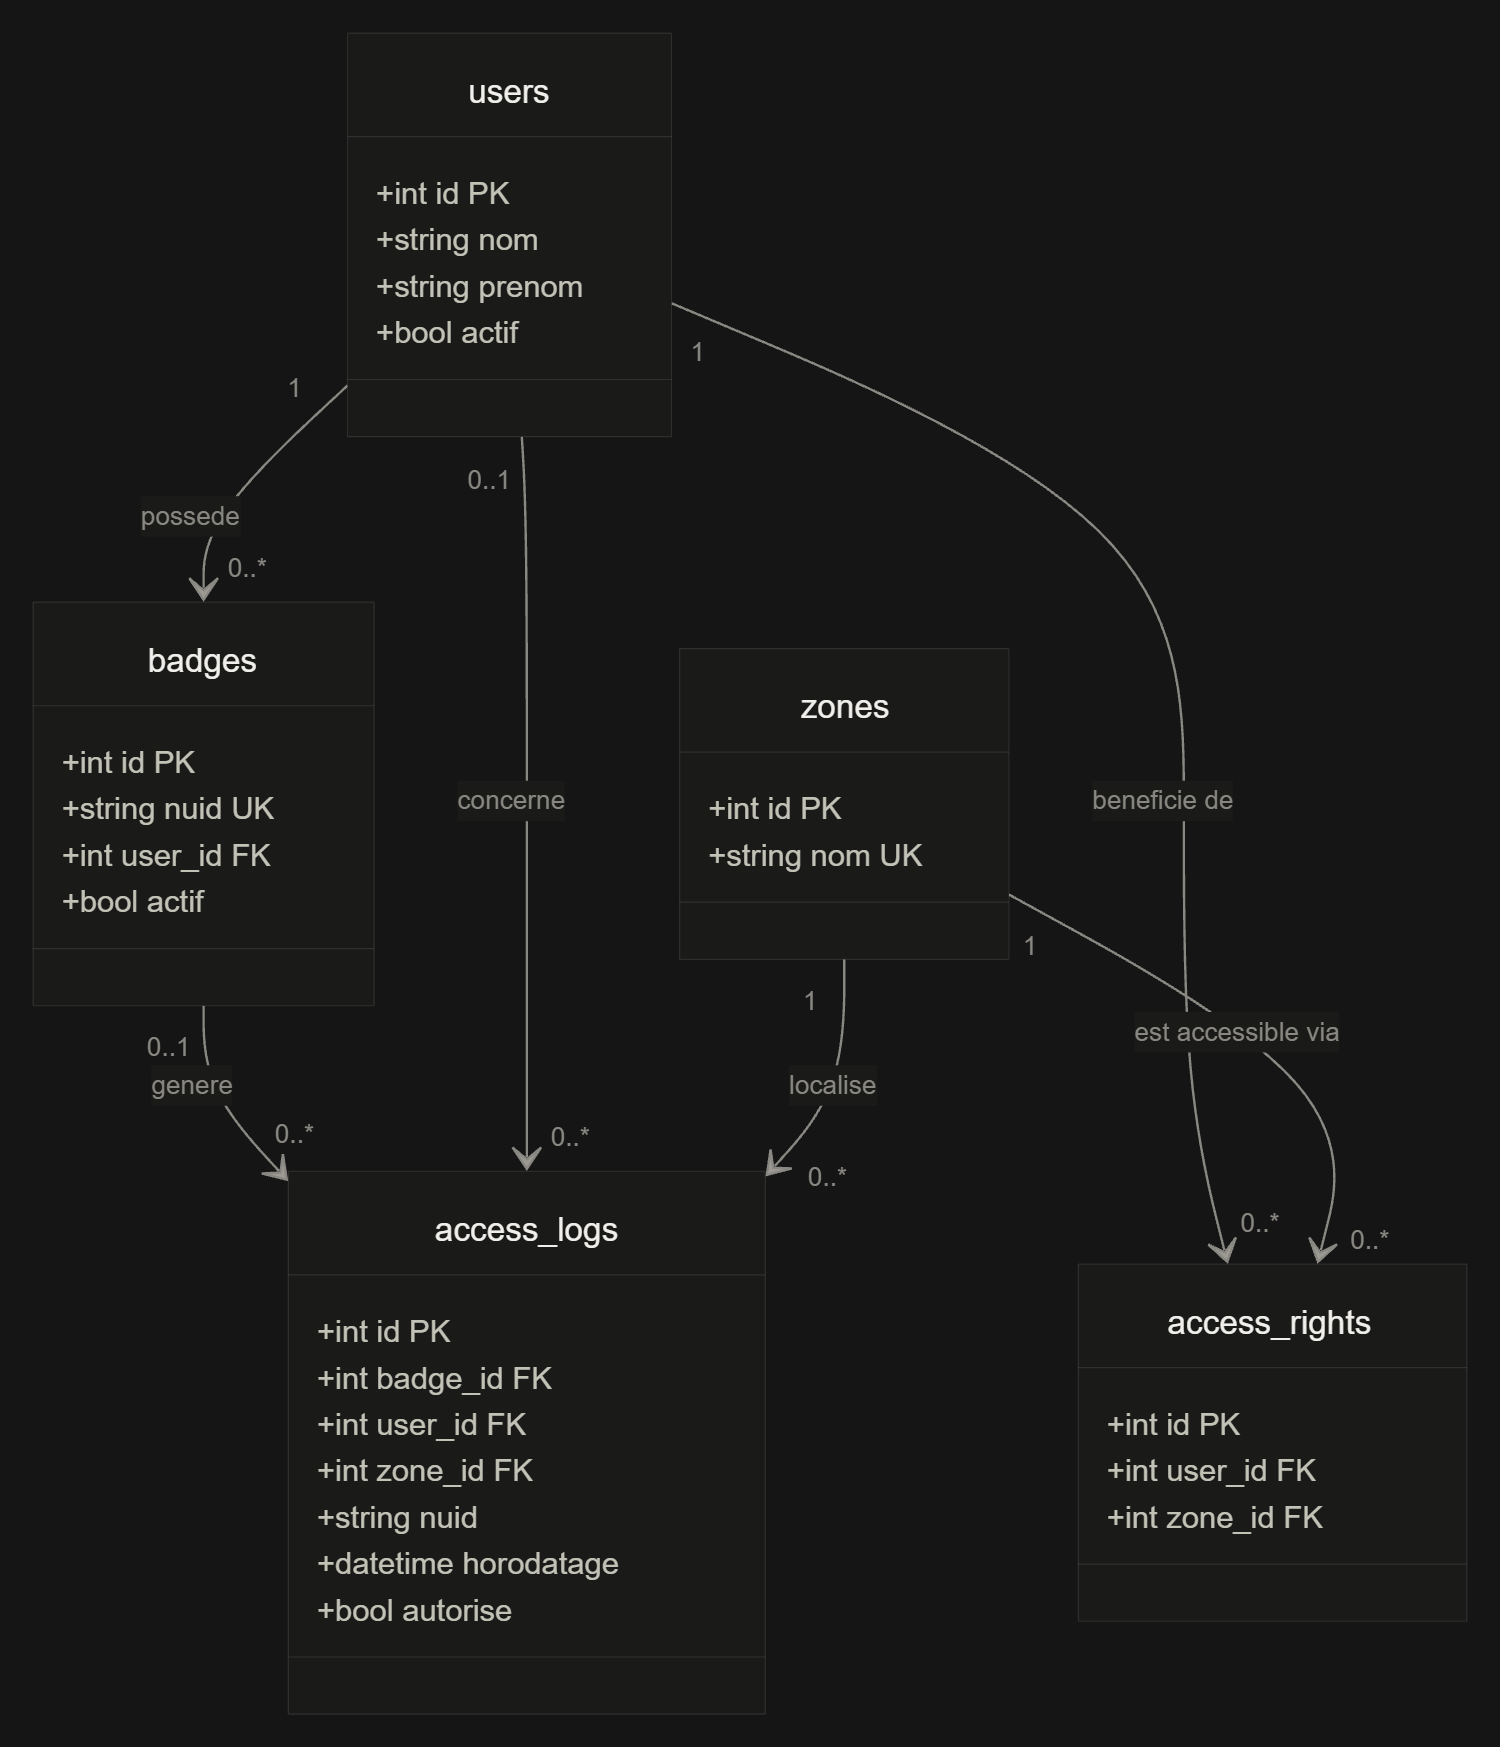 users
+int id PK
+string nom
+string prenom
+bool actif
1
1
0..1
possede
0..*
badges
+int id PK
+string nuid UK
+int user_id FK
+bool actif
concerne
zones
+int id PK
+string nom UK
beneficie de
1
1
0..1
genere
localise
est accessible via
0..*
0..*
0..*
access_logs
+int id PK
+int badge_id FK
+int user_id FK
+int zone_id FK
+string nuid
+datetime horodatage
+bool autorise
0..*
0..*
access_rights
+int id PK
+int user_id FK
+int zone_id FK